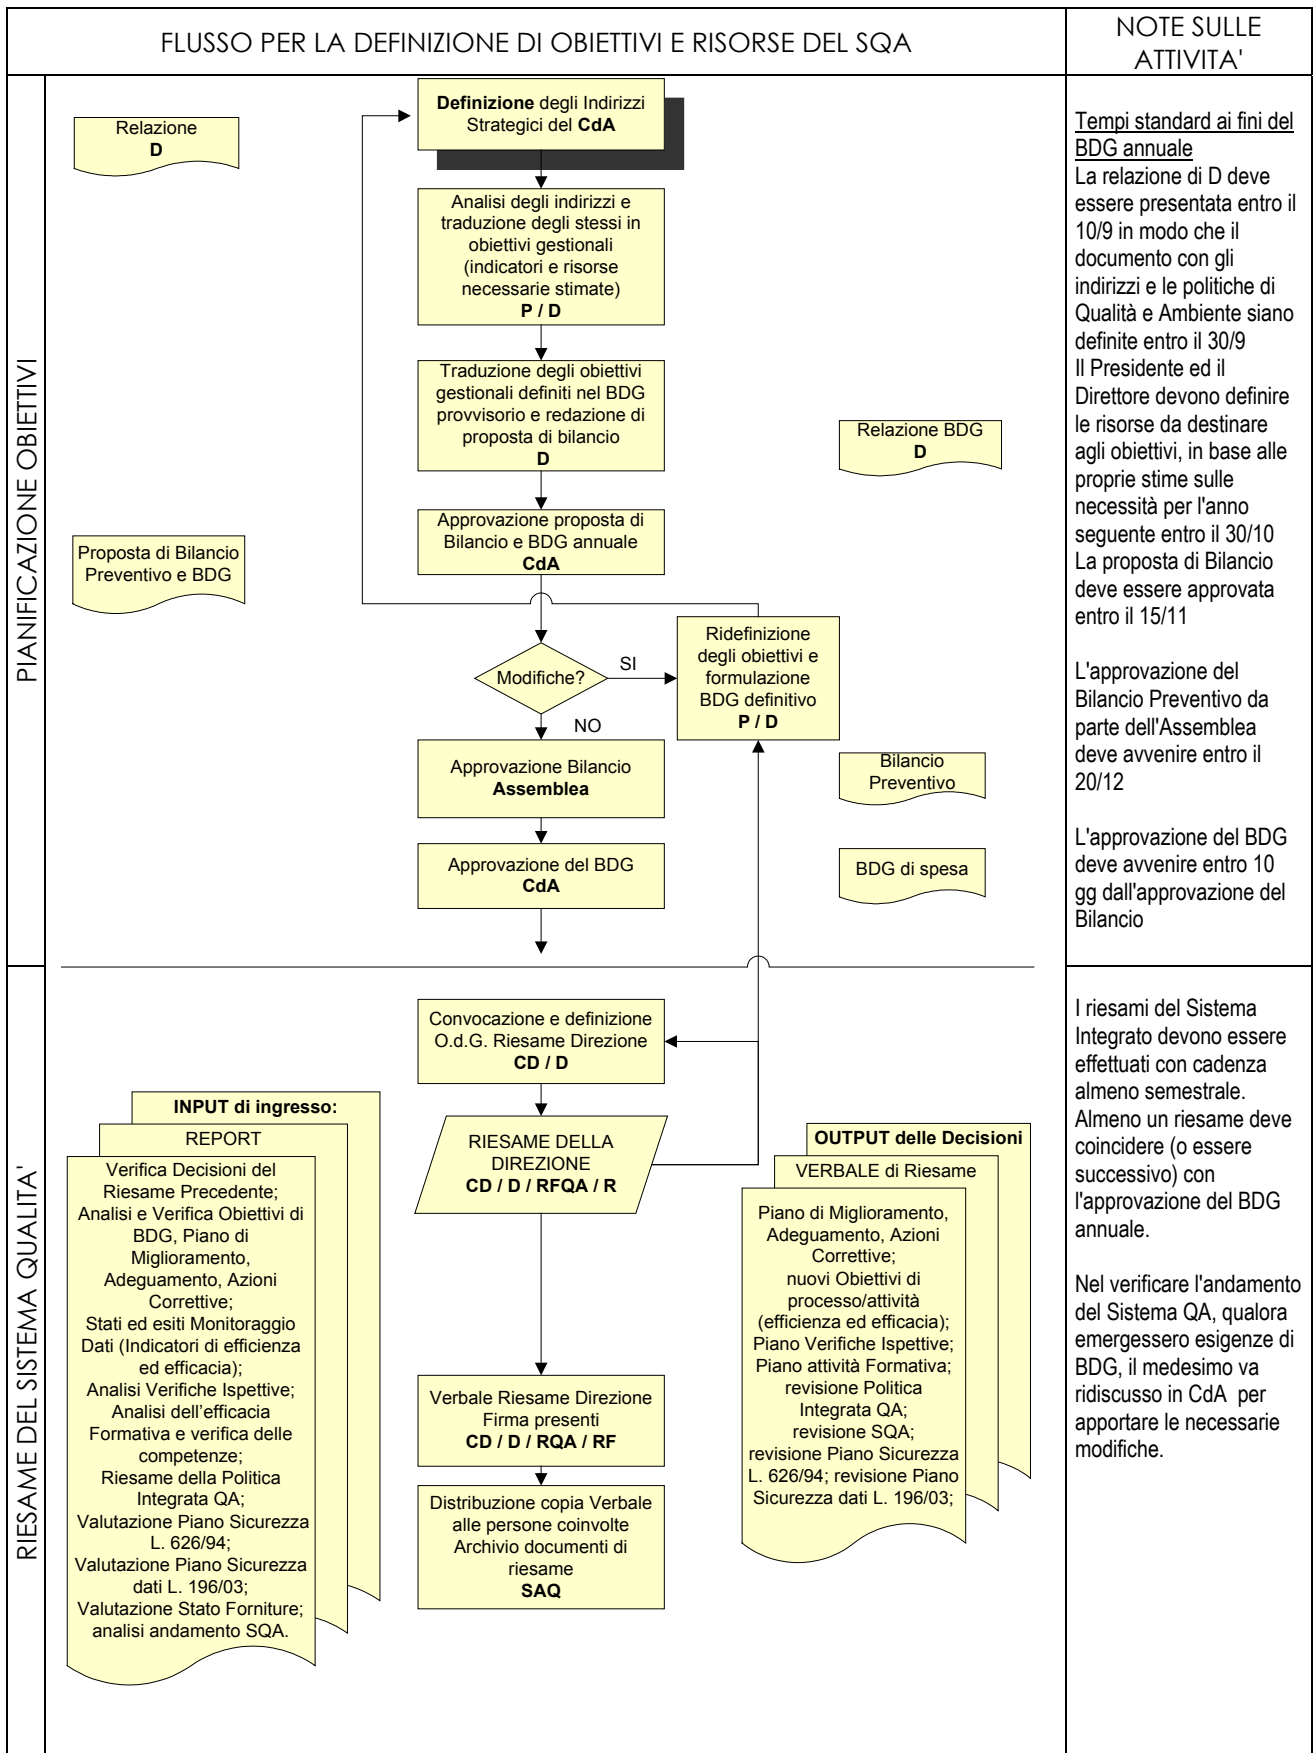 FLUSSO PER LA DEFINIZIONE DI OBIETTIVI E RISORSE DEL SQA
NOTE SULLE
ATTIVITA'
PIANIFICAZIONE OBIETTIVI
Relazione
D
Definizione degli Indirizzi
Strategici del CdA
Analisi degli indirizzi e
traduzione degli stessi in
obiettivi gestionali
(indicatori e risorse
necessarie stimate)
P / D
Traduzione degli obiettivi
gestionali definiti nel BDG
provvisorio e redazione di
proposta di bilancio
D
Relazione BDG
D
Approvazione proposta di
Bilancio e BDG annuale
CdA
Proposta di Bilancio
Preventivo e BDG
Modifiche?
SI
NO
Ridefinizione
degli obiettivi e
formulazione
BDG definitivo
P / D
Approvazione Bilancio
Assemblea
Bilancio
Preventivo
Approvazione del BDG
CdA
BDG di spesa
Tempi standard ai fini del
BDG annuale
La relazione di D deve
essere presentata entro il
10/9 in modo che il
documento con gli
indirizzi e le politiche di
Qualità e Ambiente siano
definite entro il 30/9
Il Presidente ed il
Direttore devono definire
le risorse da destinare
agli obiettivi, in base alle
proprie stime sulle
necessità per l'anno
seguente entro il 30/10
La proposta di Bilancio
deve essere approvata
entro il 15/11
L'approvazione del
Bilancio Preventivo da
parte dell'Assemblea
deve avvenire entro il
20/12
L'approvazione del BDG
deve avvenire entro 10
gg dall'approvazione del
Bilancio
RIESAME DEL SISTEMA QUALITA'
Convocazione e definizione
O.d.G. Riesame Direzione
CD / D
RIESAME DELLA
DIREZIONE
CD / D / RFQA / R
INPUT di ingresso:
REPORT
Verifica Decisioni del
Riesame Precedente;
Analisi e Verifica Obiettivi di
BDG, Piano di
Miglioramento,
Adeguamento, Azioni
Correttive;
Stati ed esiti Monitoraggio
Dati (Indicatori di efficienza
ed efficacia);
Analisi Verifiche Ispettive;
Analisi dell'efficacia
Formativa e verifica delle
competenze;
Riesame della Politica
Integrata QA;
Valutazione Piano Sicurezza
L. 626/94;
Valutazione Piano Sicurezza
dati L. 196/03;
Valutazione Stato Forniture;
analisi andamento SQA.
OUTPUT delle Decisioni
VERBALE di Riesame
Piano di Miglioramento,
Adeguamento, Azioni
Correttive;
nuovi Obiettivi di
processo/attività
(efficienza ed efficacia);
Piano Verifiche Ispettive;
Piano attività Formativa;
revisione Politica
Integrata QA;
revisione SQA;
revisione Piano Sicurezza
L. 626/94; revisione Piano
Sicurezza dati L. 196/03;
Verbale Riesame Direzione
Firma presenti
CD / D / RQA / RF
Distribuzione copia Verbale
alle persone coinvolte
Archivio documenti di
riesame
SAQ
I riesami del Sistema
Integrato devono essere
effettuati con cadenza
almeno semestrale.
Almeno un riesame deve
coincidere (o essere
successivo) con
l'approvazione del BDG
annuale.
Nel verificare l'andamento
del Sistema QA, qualora
emergessero esigenze di
BDG, il medesimo va
ridiscusso in CdA per
apportare le necessarie
modifiche.